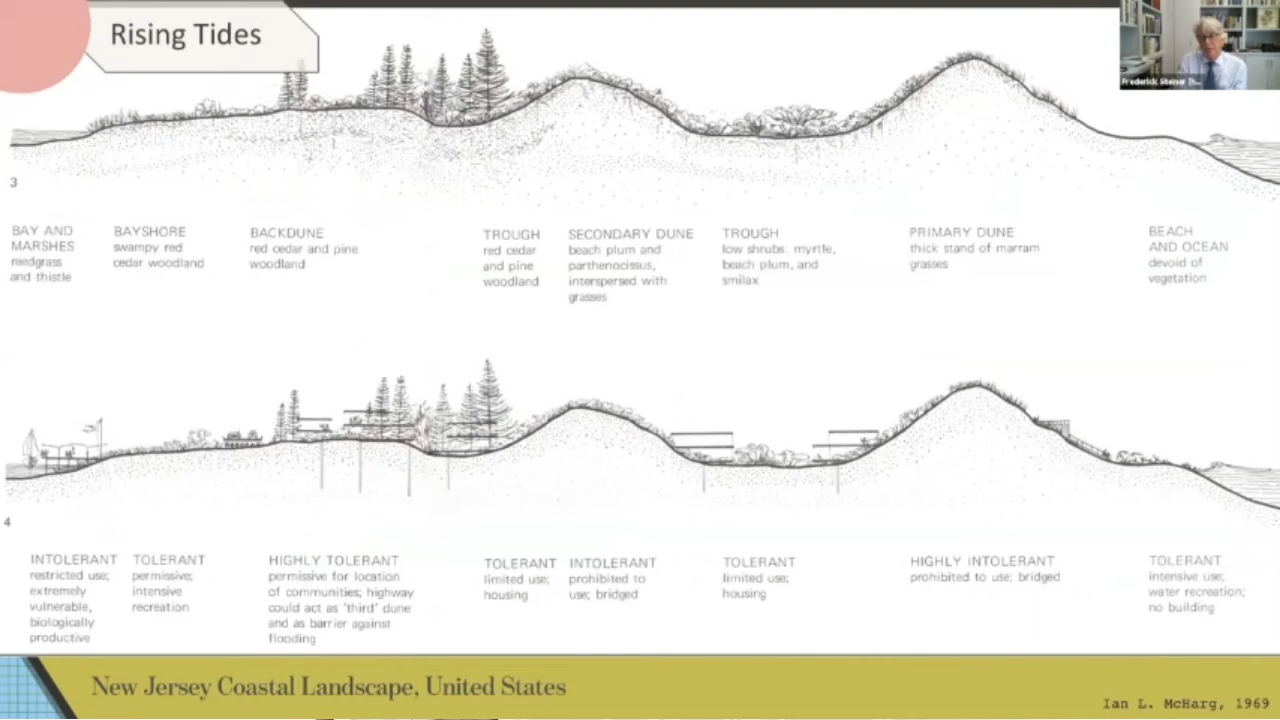 Rising Tides
Frederick Steiner
3
BAY AND
MARSHES
reedgrass
and thistle
BAYSHORE
swampy red
cedar woodland
BACKDUNE
red cedar and pine
woodland
TROUGH
red cedar
and pine
woodland
SECONDARY DUNE
beach plum and
parthenocissus,
interspersed with
grasses
TROUGH
low shrubs: myrtle,
beach plum, and
smilax
PRIMARY DUNE
thick stand of marram
grasses
BEACH
AND OCEAN
devoid of
vegetation
4
INTOLERANT
restricted use;
extremely
vulnerable,
biologically
productive
TOLERANT
permissive;
intensive
recreation
HIGHLY TOLERANT
permissive for location
of communities; highway
could act as 'third' dune
and as barrier against
flooding
TOLERANT
limited use;
housing
INTOLERANT
prohibited to
use; bridged
TOLERANT
limited use;
housing
HIGHLY INTOLERANT
prohibited to use; bridged
TOLERANT
intensive use;
water recreation;
no building
New Jersey Coastal Landscape, United States
Ian L. McHarg, 1969